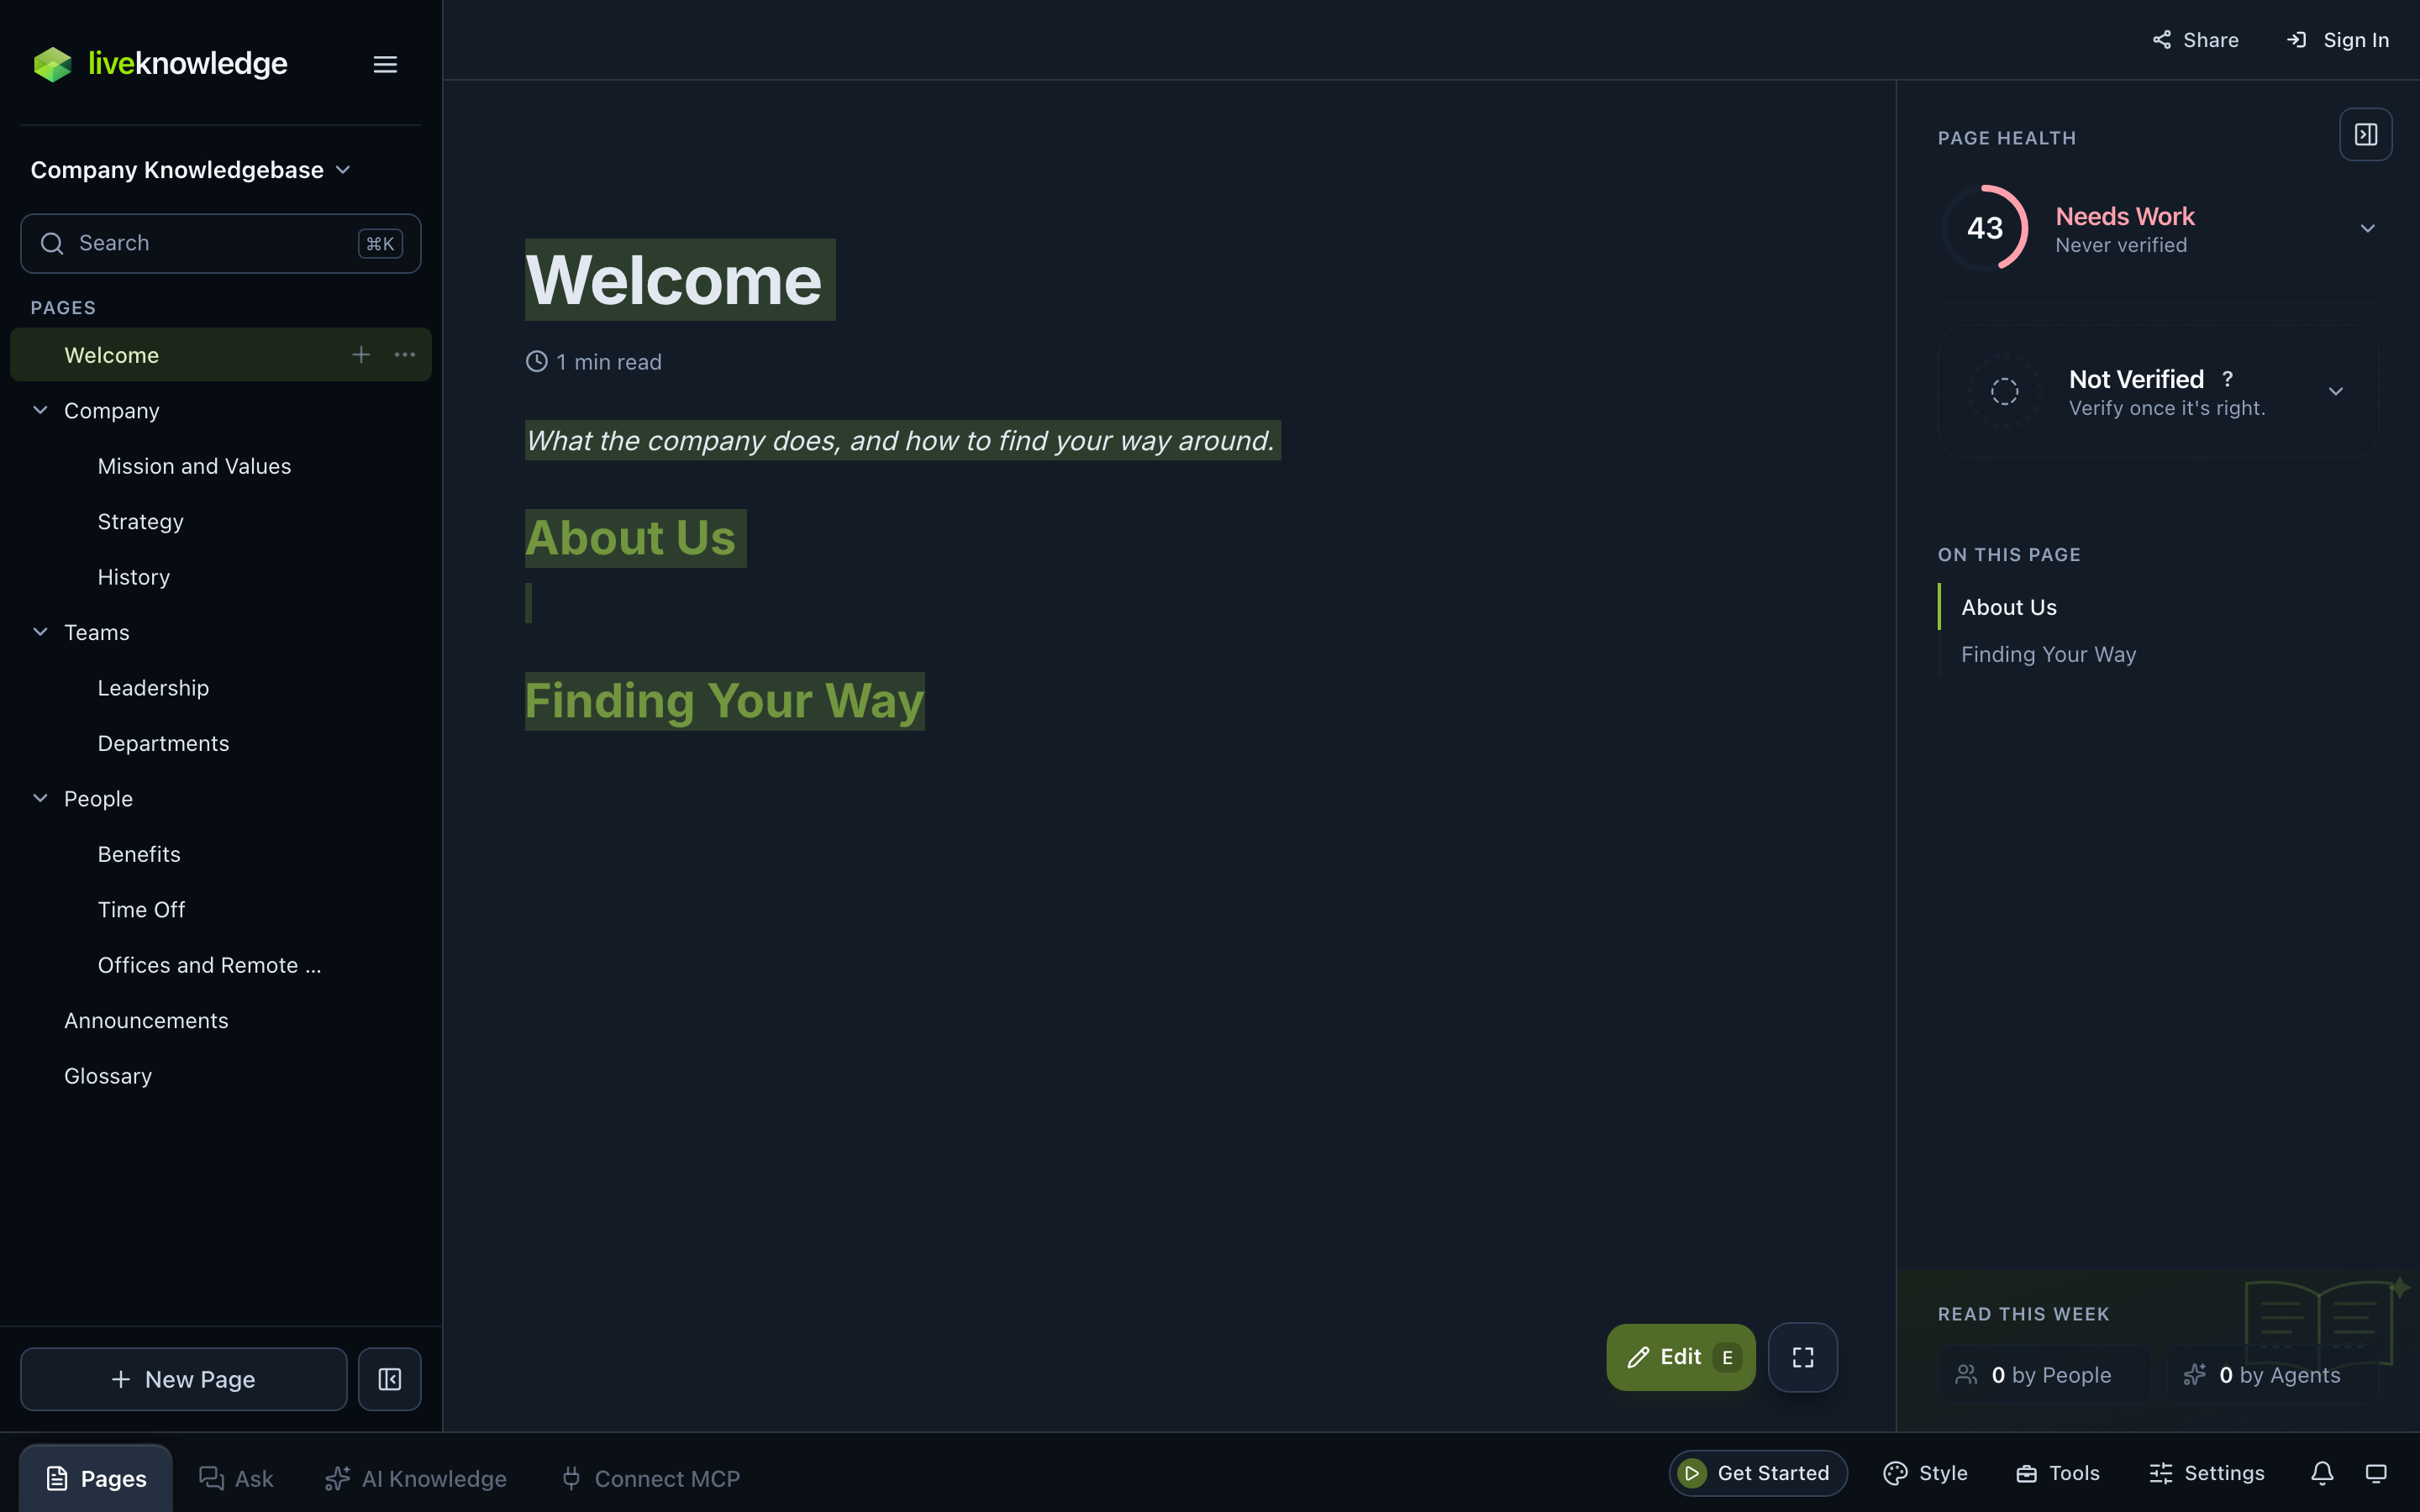 liveknowledge
Share
Sign In
Company Knowledgebase
Search
⌘K
PAGES
Welcome
Company
Mission and Values
Strategy
History
Teams
Leadership
Departments
People
Benefits
Time Off
Offices and Remote ...
Announcements
Glossary
New Page
Welcome
1 min read
What the company does, and how to find your way around.
About Us
Finding Your Way
Edit E
PAGE HEALTH
43
Needs Work
Never verified
Not Verified ?
Verify once it's right.
ON THIS PAGE
About Us
Finding Your Way
READ THIS WEEK
0 by People
0 by Agents
Pages
Ask
AI Knowledge
Connect MCP
Get Started
Style
Tools
Settings